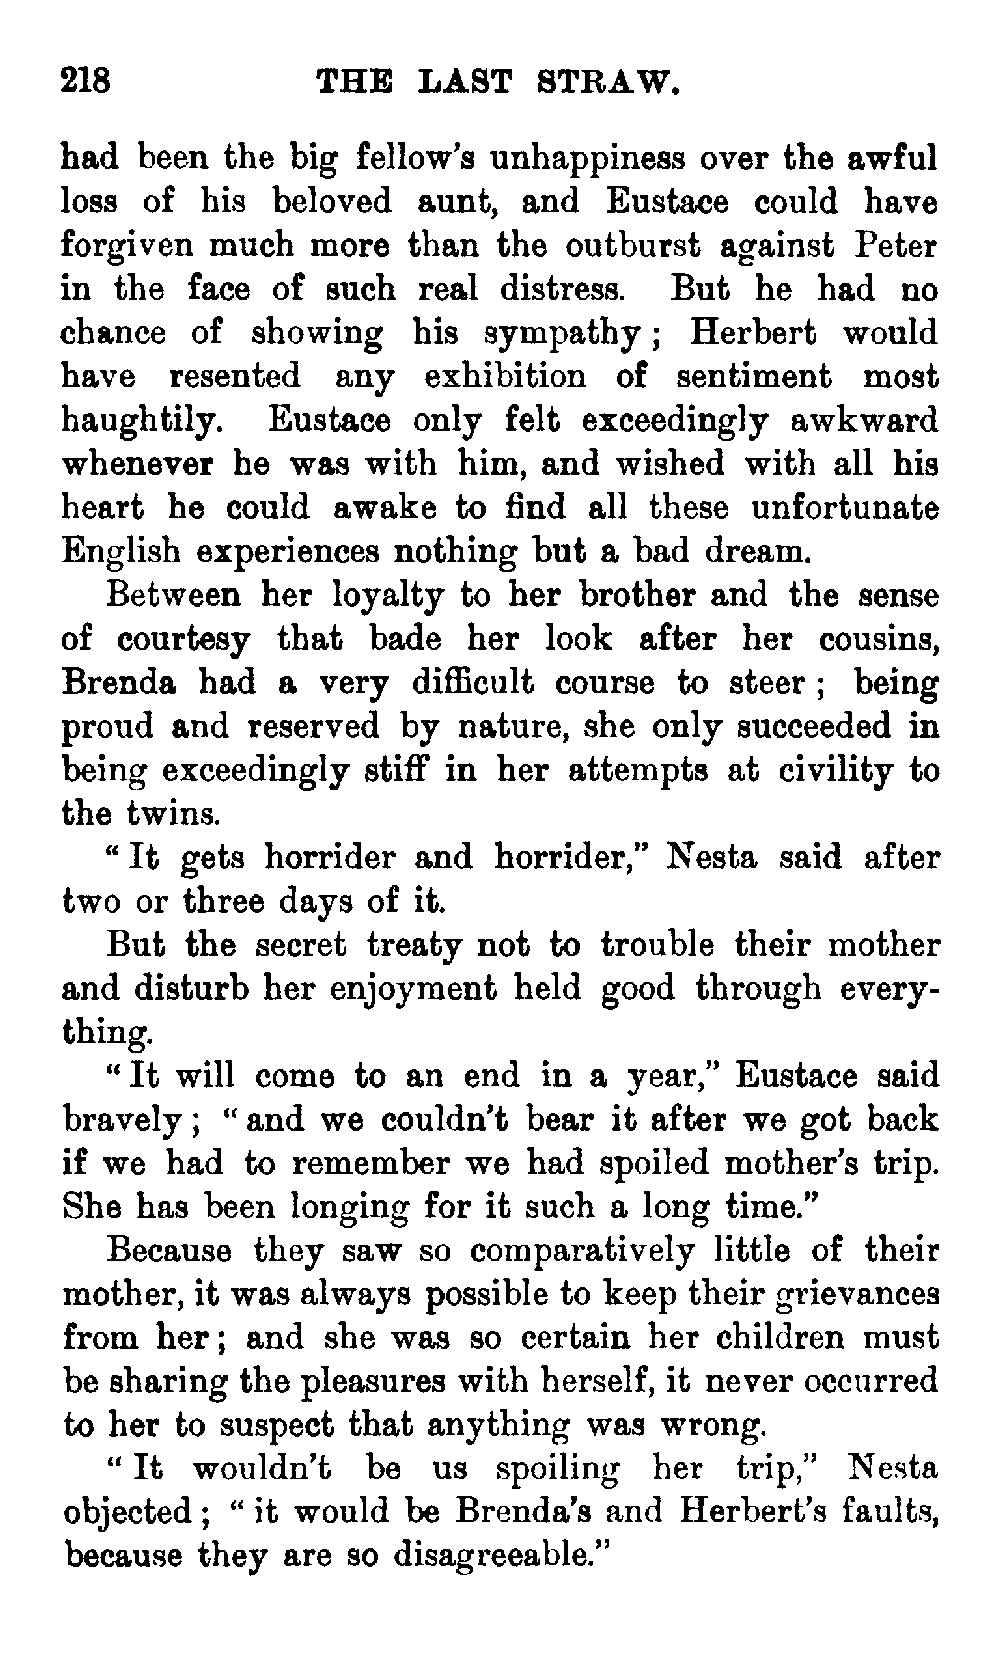 218 THE LAST STRAW.
had been the big fellow's unhappiness over the awful
loss of his beloved aunt, and Eustace could have
forgiven much more than the outburst against Peter
in the face of such real distress. But he had no
chance of showing his sympathy ; Herbert would
have resented any exhibition of sentiment most
haughtily. Eustace only felt exceedingly awkward
whenever he was with him, and wished with all his
heart he could awake to find all these unfortunate
English experiences nothing but a bad dream.
Between her loyalty to her brother and the sense
of courtesy that bade her look after her cousins,
Brenda had a very difficult course to steer ; being
proud and reserved by nature, she only succeeded in
being exceedingly stiff in her attempts at civility to
the twins.
“ It gets horrider and horrider,” Nesta said after
two or three days of it.
But the secret treaty not to trouble their mother
and disturb her enjoyment held good through every-
thing.
“ It will come to an end in a year,” Eustace said
bravely ; “ and we couldn't bear it after we got back
if we had to remember we had spoiled mother's trip.
She has been longing for it such a long time.”
Because they saw so comparatively little of their
mother, it was always possible to keep their grievances
from her ; and she was so certain her children must
be sharing the pleasures with herself, it never occurred
to her to suspect that anything was wrong.
“ It wouldn't be us spoiling her trip,” Nesta
objected ; “ it would be Brenda's and Herbert's faults,
because they are so disagreeable.”